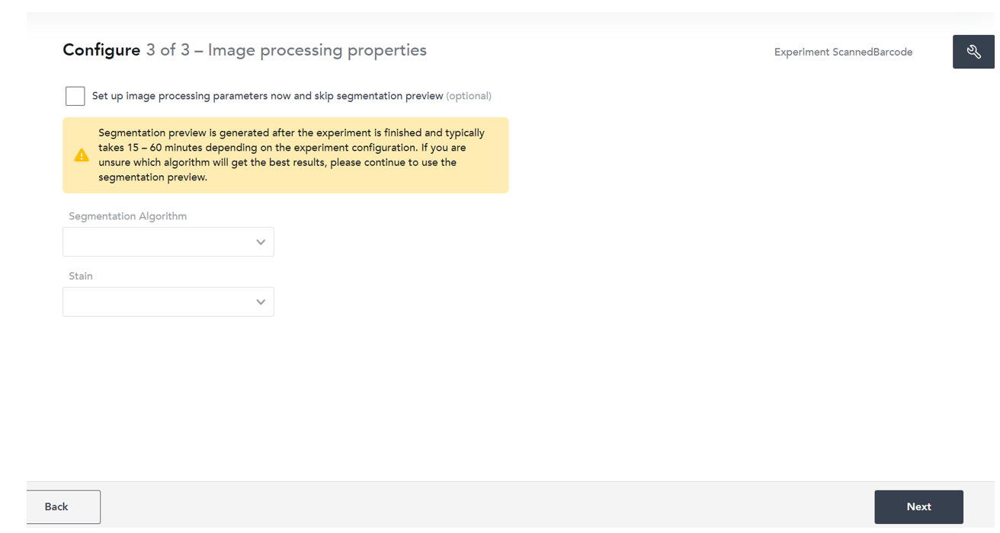 Configure 3 of 3 – Image processing properties
Experiment ScannedBarcode
Set up image processing parameters now and skip segmentation preview (optional)
Segmentation preview is generated after the experiment is finished and typically
takes 15 – 60 minutes depending on the experiment configuration. If you are
unsure which algorithm will get the best results, please continue to use the
segmentation preview.
Segmentation Algorithm
Stain
Back
Next